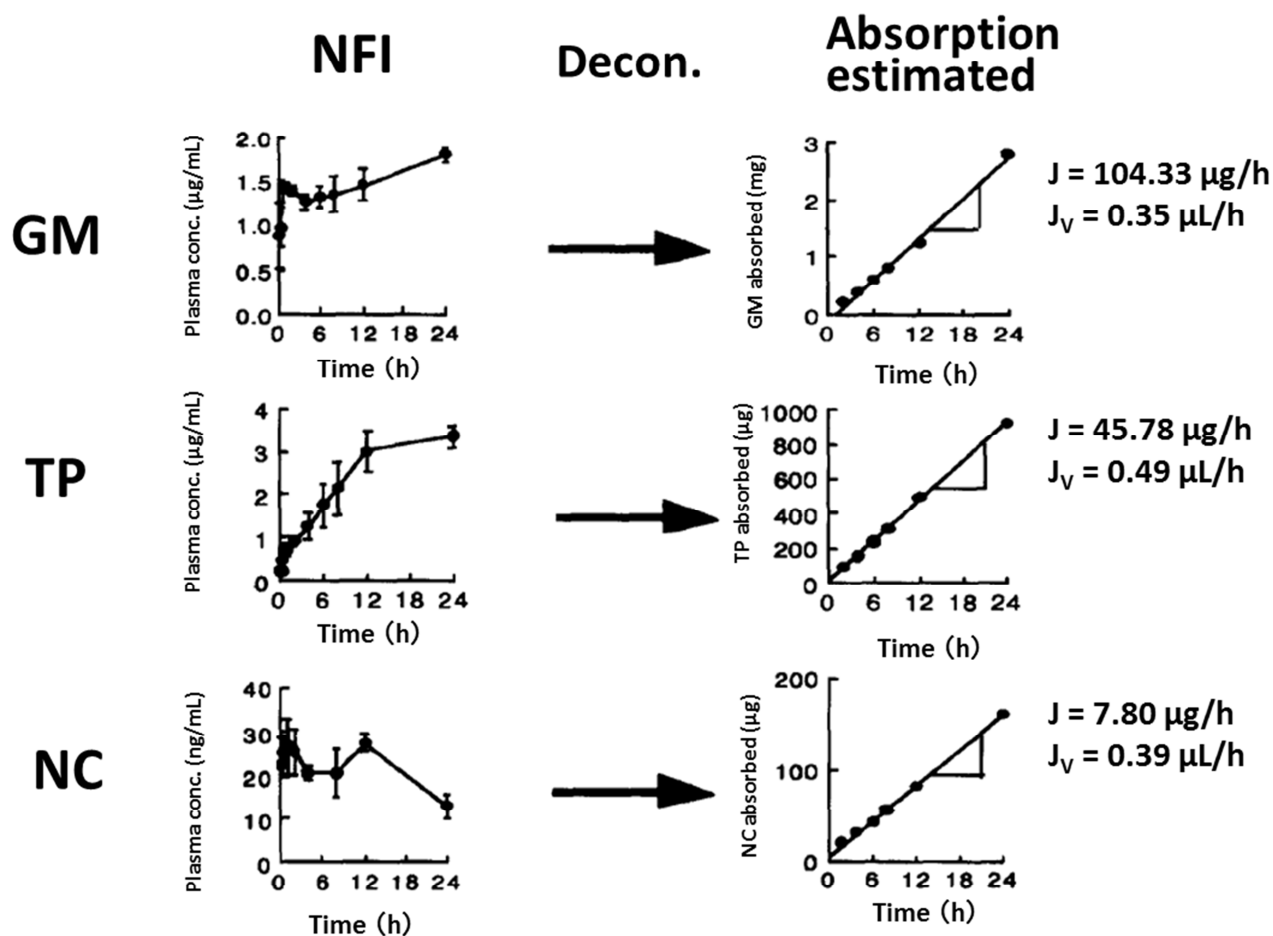 NFI
Decon.
Absorption
estimated
GM
Plasma conc. (µg/mL)
2.0
1.5
1.0
0.5
0
0 6 12 18 24
Time (h)
GM absorbed (mg)
3
2
1
0
0 6 12 18 24
Time (h)
J = 104.33 µg/h
JV = 0.35 µL/h
TP
Plasma conc. (µg/mL)
4
3
2
1
0
0 6 12 18 24
Time (h)
TP absorbed (µg)
1000
800
600
400
200
0
0 6 12 18 24
Time (h)
J = 45.78 µg/h
JV = 0.49 µL/h
NC
Plasma conc. (ng/mL)
40
30
20
10
0
0 6 12 18 24
Time (h)
NC absorbed (µg)
200
100
0
0 6 12 18 24
Time (h)
J = 7.80 µg/h
JV = 0.39 µL/h